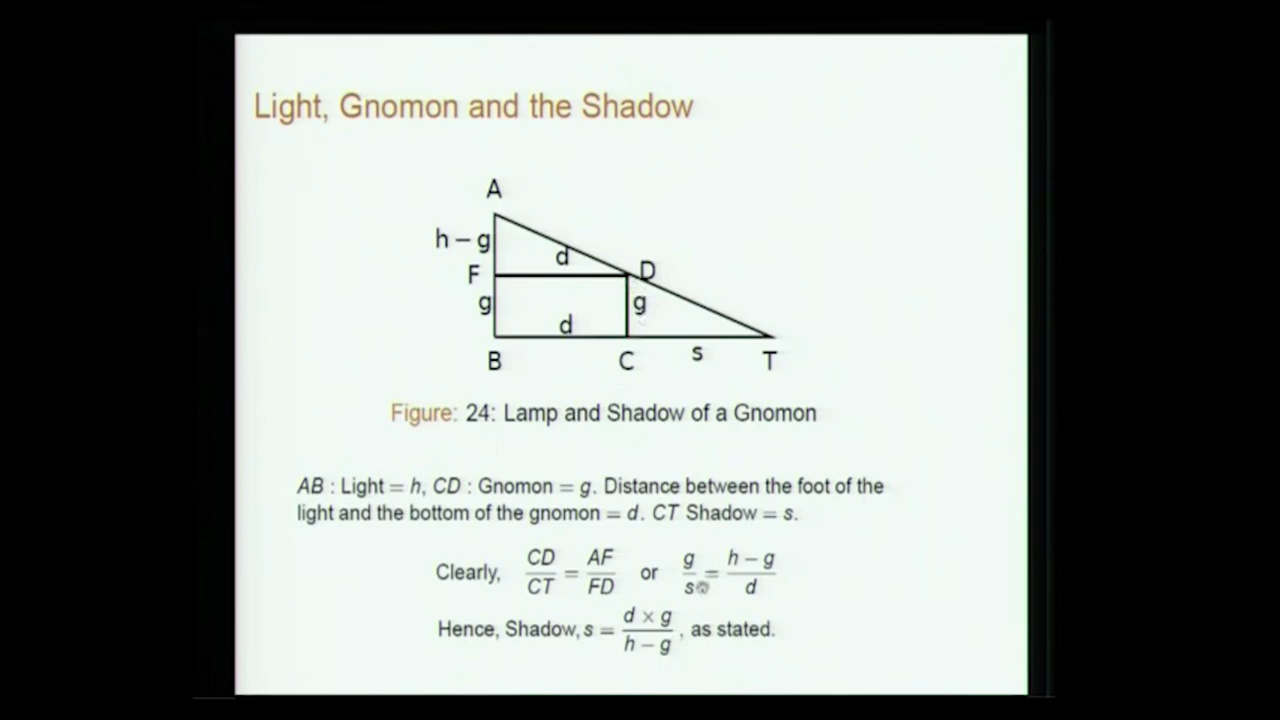 Light, Gnomon and the Shadow
A
h − g
d
F
D
g
g
d
B
C
s
T
Figure: 24: Lamp and Shadow of a Gnomon
AB : Light = h, CD : Gnomon = g. Distance between the foot of the
light and the bottom of the gnomon = d. CT Shadow = s.
Clearly, CD/CT = AF/FD or g/s = h − g/d
Hence, Shadow, s = d × g/h − g, as stated.